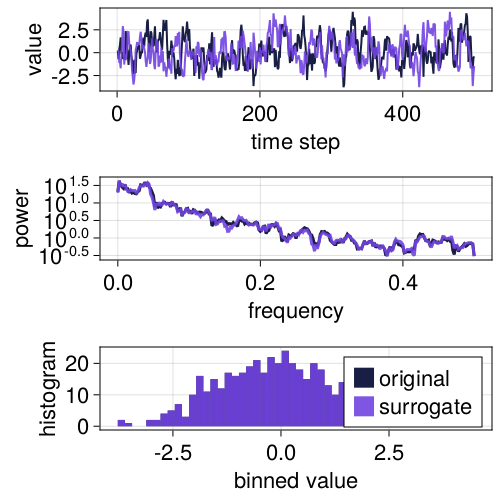 value
2.5
0.0
-2.5
0
200
400
time step
power
10^1.5
10^1.0
10^0.5
10^0.0
10^-0.5
0.0
0.2
0.4
frequency
histogram
20
10
0
original
surrogate
-2.5
0.0
2.5
binned value